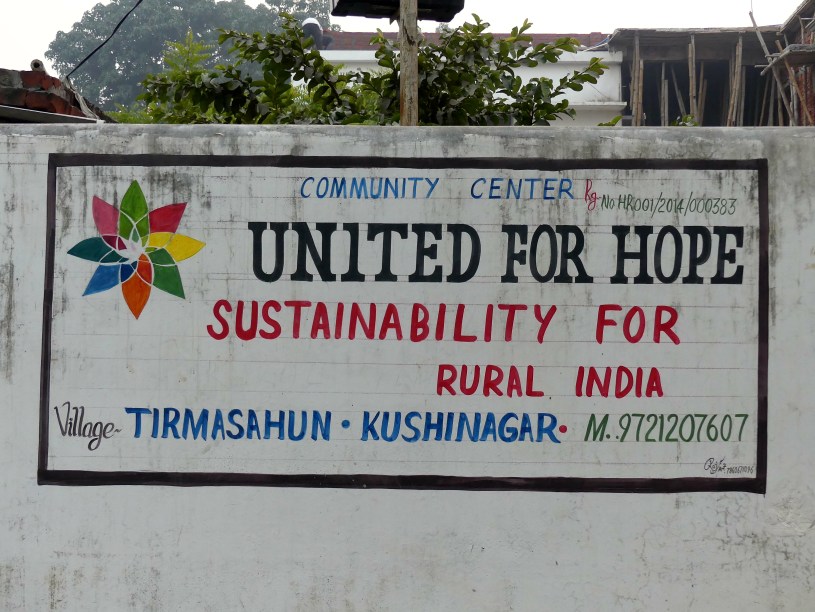 COMMUNITY CENTER Rg. No HR001/2014/000383
UNITED FOR HOPE
SUSTAINABILITY FOR
RURAL INDIA
Village~ TIRMASAHUN • KUSHINAGAR • M..9721207607